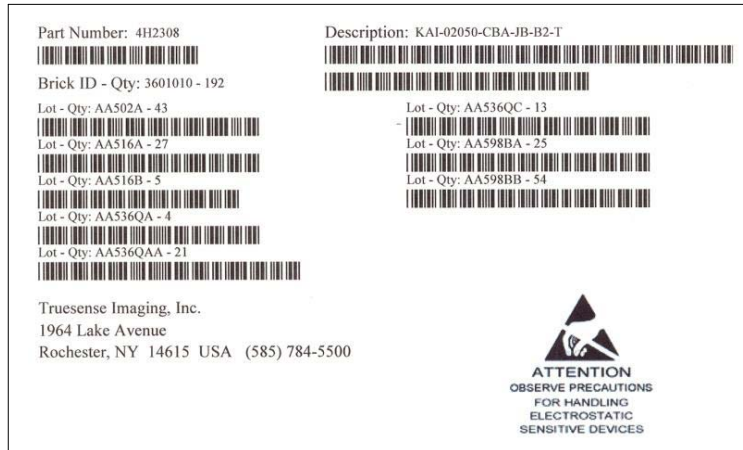 Part Number: 4H2308
Description: KAI-02050-CBA-JB-B2-T
Brick ID - Qty: 3601010 - 192
Lot - Qty: AA502A - 43
Lot - Qty: AA516A - 27
Lot - Qty: AA516B - 5
Lot - Qty: AA536QA - 4
Lot - Qty: AA536QAA - 21
Lot - Qty: AA536QC - 13
Lot - Qty: AA598BA - 25
Lot - Qty: AA598BB - 54
Truesense Imaging, Inc.
1964 Lake Avenue
Rochester, NY 14615 USA (585) 784-5500
ATTENTION
OBSERVE PRECAUTIONS
FOR HANDLING
ELECTROSTATIC
SENSITIVE DEVICES